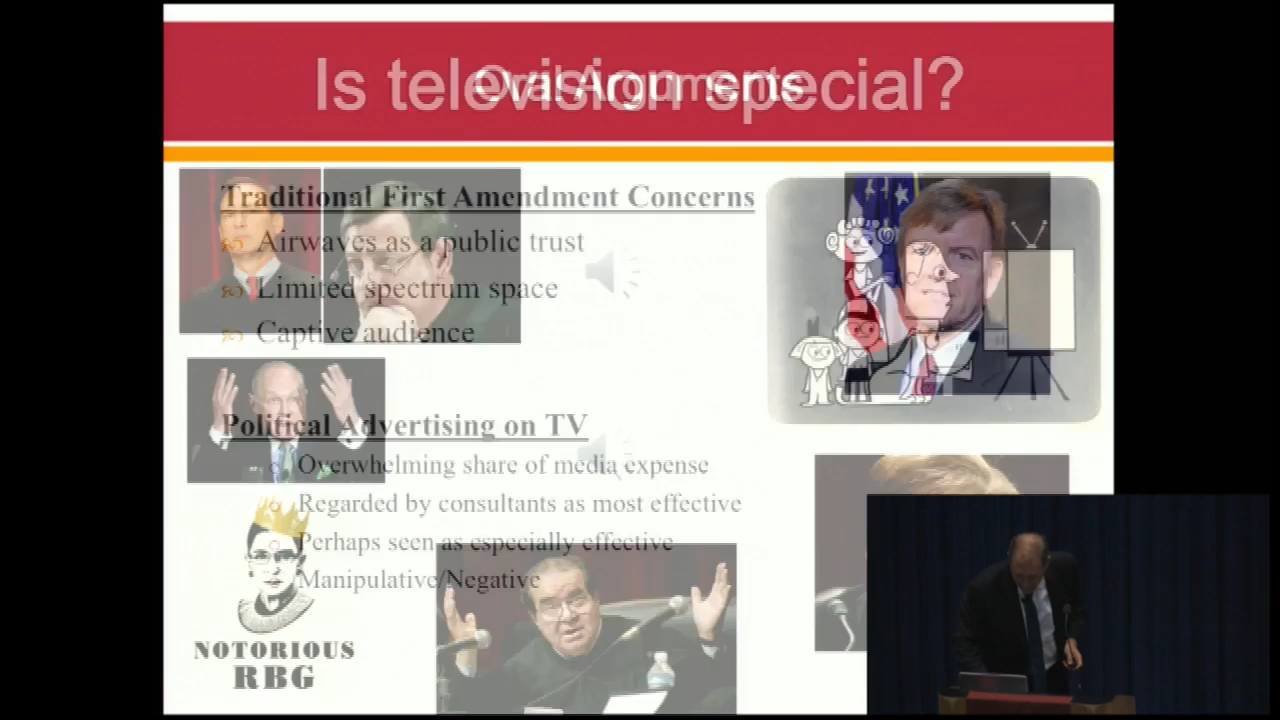 Is television special?
Oral Arguments
Traditional First Amendment Concerns
Airwaves as a public trust
Limited spectrum space
Captive audience
Political Advertising on TV
Overwhelming share of media expense
Regarded by consultants as most effective
Perhaps seen as especially effective
Manipulative/Negative
NOTORIOUS
RBG